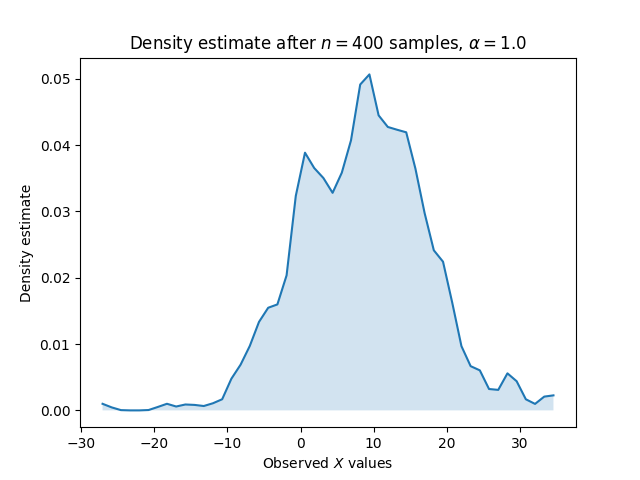 Density estimate after n = 400 samples, α = 1.0
0.05
0.04
0.03
0.02
0.01
0.00
Density estimate
−30 −20 −10 0 10 20 30
Observed X values